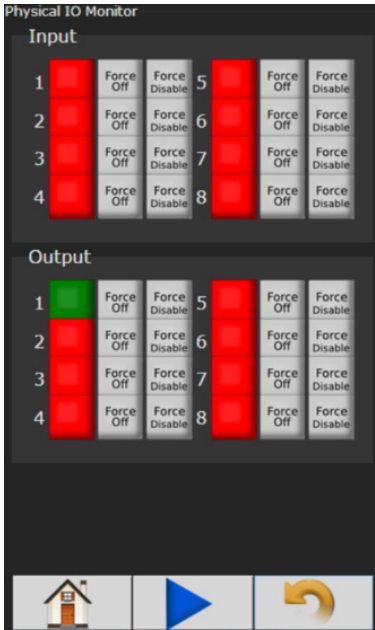 Physical IO Monitor
Input
1 Force Off Force Disable 5 Force Off Force Disable
2 Force Off Force Disable 6 Force Off Force Disable
3 Force Off Force Disable 7 Force Off Force Disable
4 Force Off Force Disable 8 Force Off Force Disable
Output
1 Force Off Force Disable 5 Force Off Force Disable
2 Force Off Force Disable 6 Force Off Force Disable
3 Force Off Force Disable 7 Force Off Force Disable
4 Force Off Force Disable 8 Force Off Force Disable